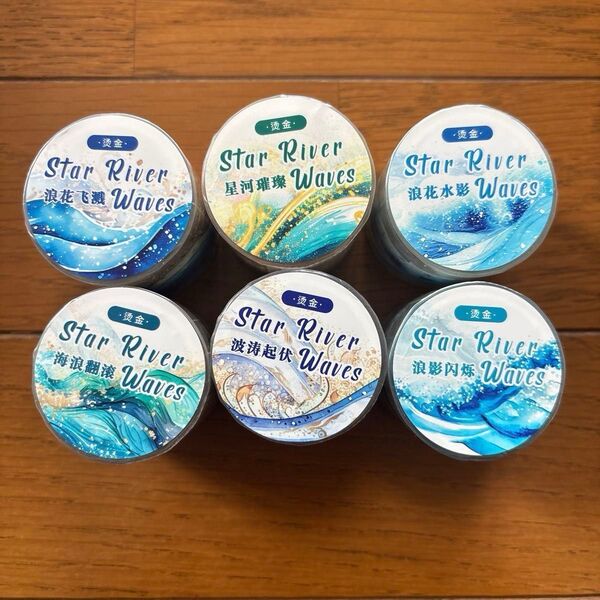 ·烫金·
Star River
浪花飞溅 Waves
·烫金·
Star River
星河璀璨 Waves
·烫金·
Star River
浪花水影 Waves
·烫金·
Star River
海浪翻滚 Waves
·烫金·
Star River
波涛起伏 Waves
·烫金·
Star River
浪影闪烁 Waves